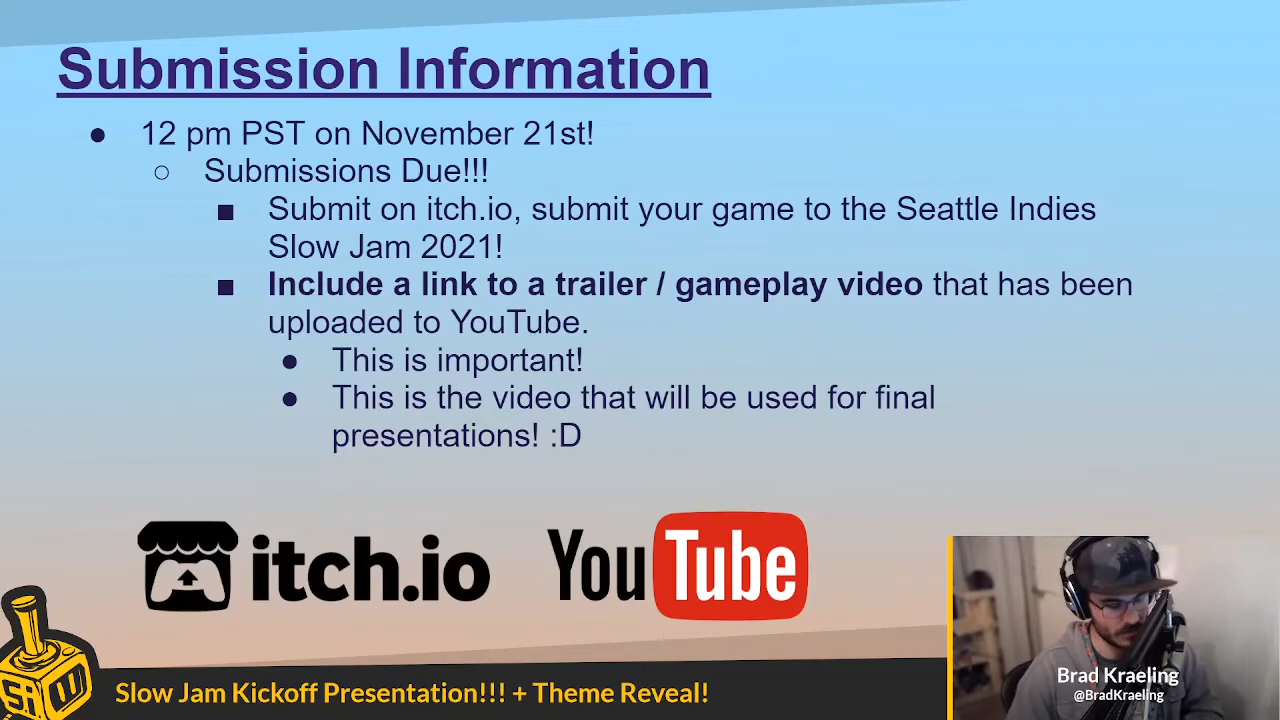 Submission Information
● 12 pm PST on November 21st!
○ Submissions Due!!!
■ Submit on itch.io, submit your game to the Seattle Indies
Slow Jam 2021!
■ Include a link to a trailer / gameplay video that has been
uploaded to YouTube.
● This is important!
● This is the video that will be used for final
presentations! :D
itch.io
YouTube
Slow Jam Kickoff Presentation!!! + Theme Reveal!
Brad Kraeling
@BradKraeling